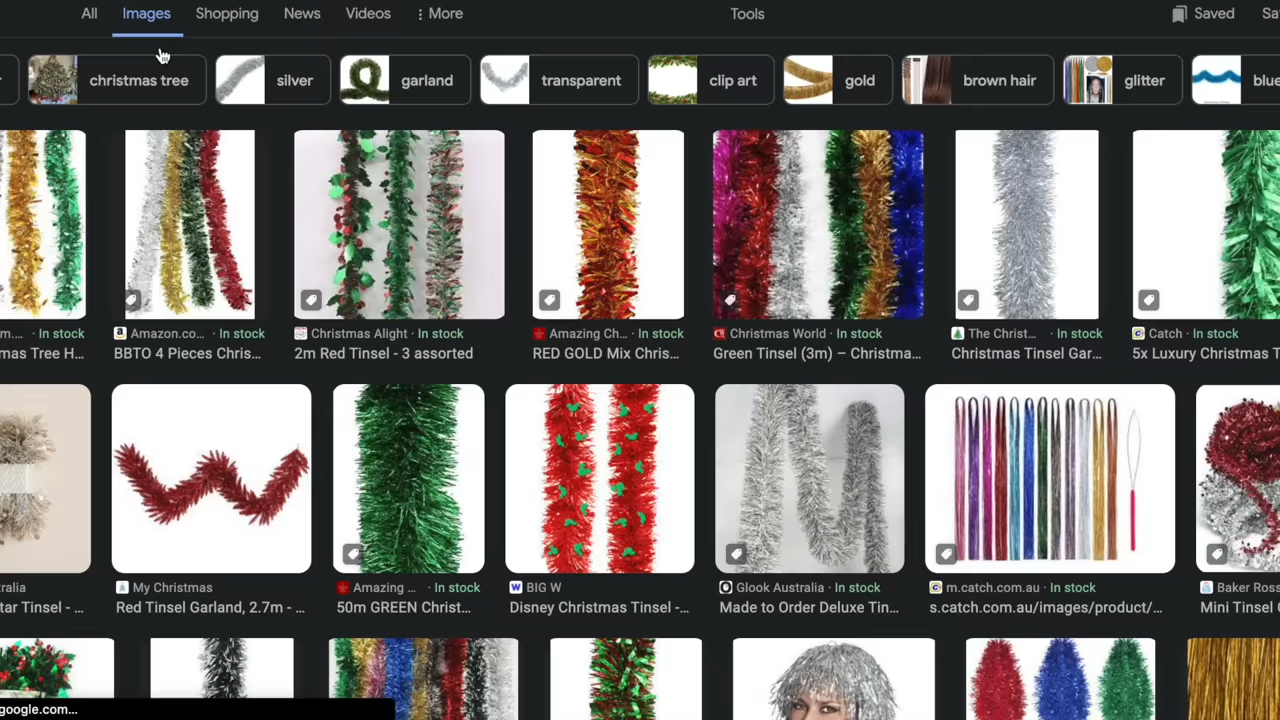 All Images Shopping News Videos More Tools Saved Sa
christmas tree silver garland transparent clip art gold brown hair glitter blue
m.... · In stock Amazon.co... · In stock Christmas Alight · In stock Amazing Ch... · In stock Christmas World · In stock The Christ... · In stock Catch · In stock
mas Tree H... BBTO 4 Pieces Chris... 2m Red Tinsel - 3 assorted RED GOLD Mix Chris... Green Tinsel (3m) – Christma... Christmas Tinsel Gar... 5x Luxury Christmas T
ralia My Christmas Amazing ... · In stock BIG W Glook Australia · In stock m.catch.com.au · In stock Baker Ross
tar Tinsel - ... Red Tinsel Garland, 2.7m - ... 50m GREEN Christ... Disney Christmas Tinsel -... Made to Order Deluxe Tin... s.catch.com.au/images/product/... Mini Tinsel
google.com...